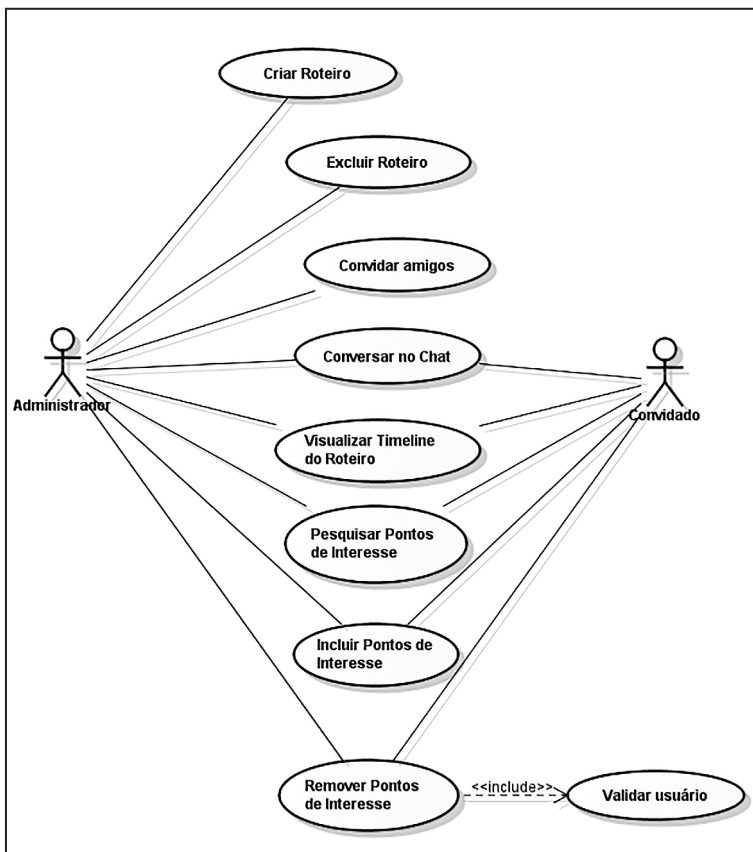 Criar Roteiro
Excluir Roteiro
Convidar amigos
Conversar no Chat
Administrador
Convidado
Visualizar Timeline
do Roteiro
Pesquisar Pontos
de Interesse
Incluir Pontos de
Interesse
Remover Pontos
de Interesse
<<include>>
Validar usuário